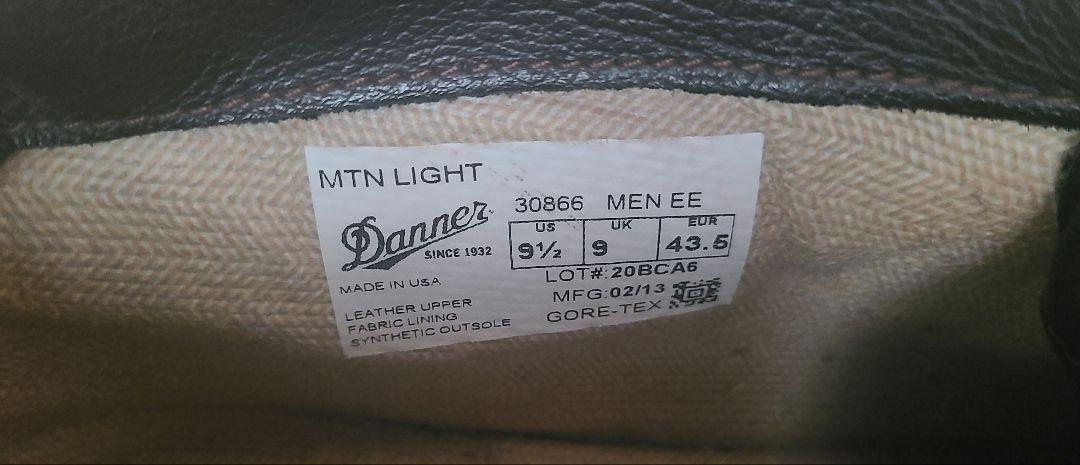 MTN LIGHT
Danner
SINCE 1932
30866 MEN EE
US UK EUR
9½ 9 43.5
LOT#:20BCA6
MFG:02/13
GORE-TEX
MADE IN USA
LEATHER UPPER
FABRIC LINING
SYNTHETIC OUTSOLE